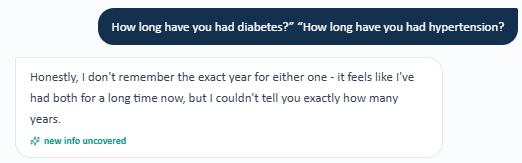 How long have you had diabetes?” “How long have you had hypertension?
Honestly, I don't remember the exact year for either one - it feels like I've
had both for a long time now, but I couldn't tell you exactly how many
years.
new info uncovered